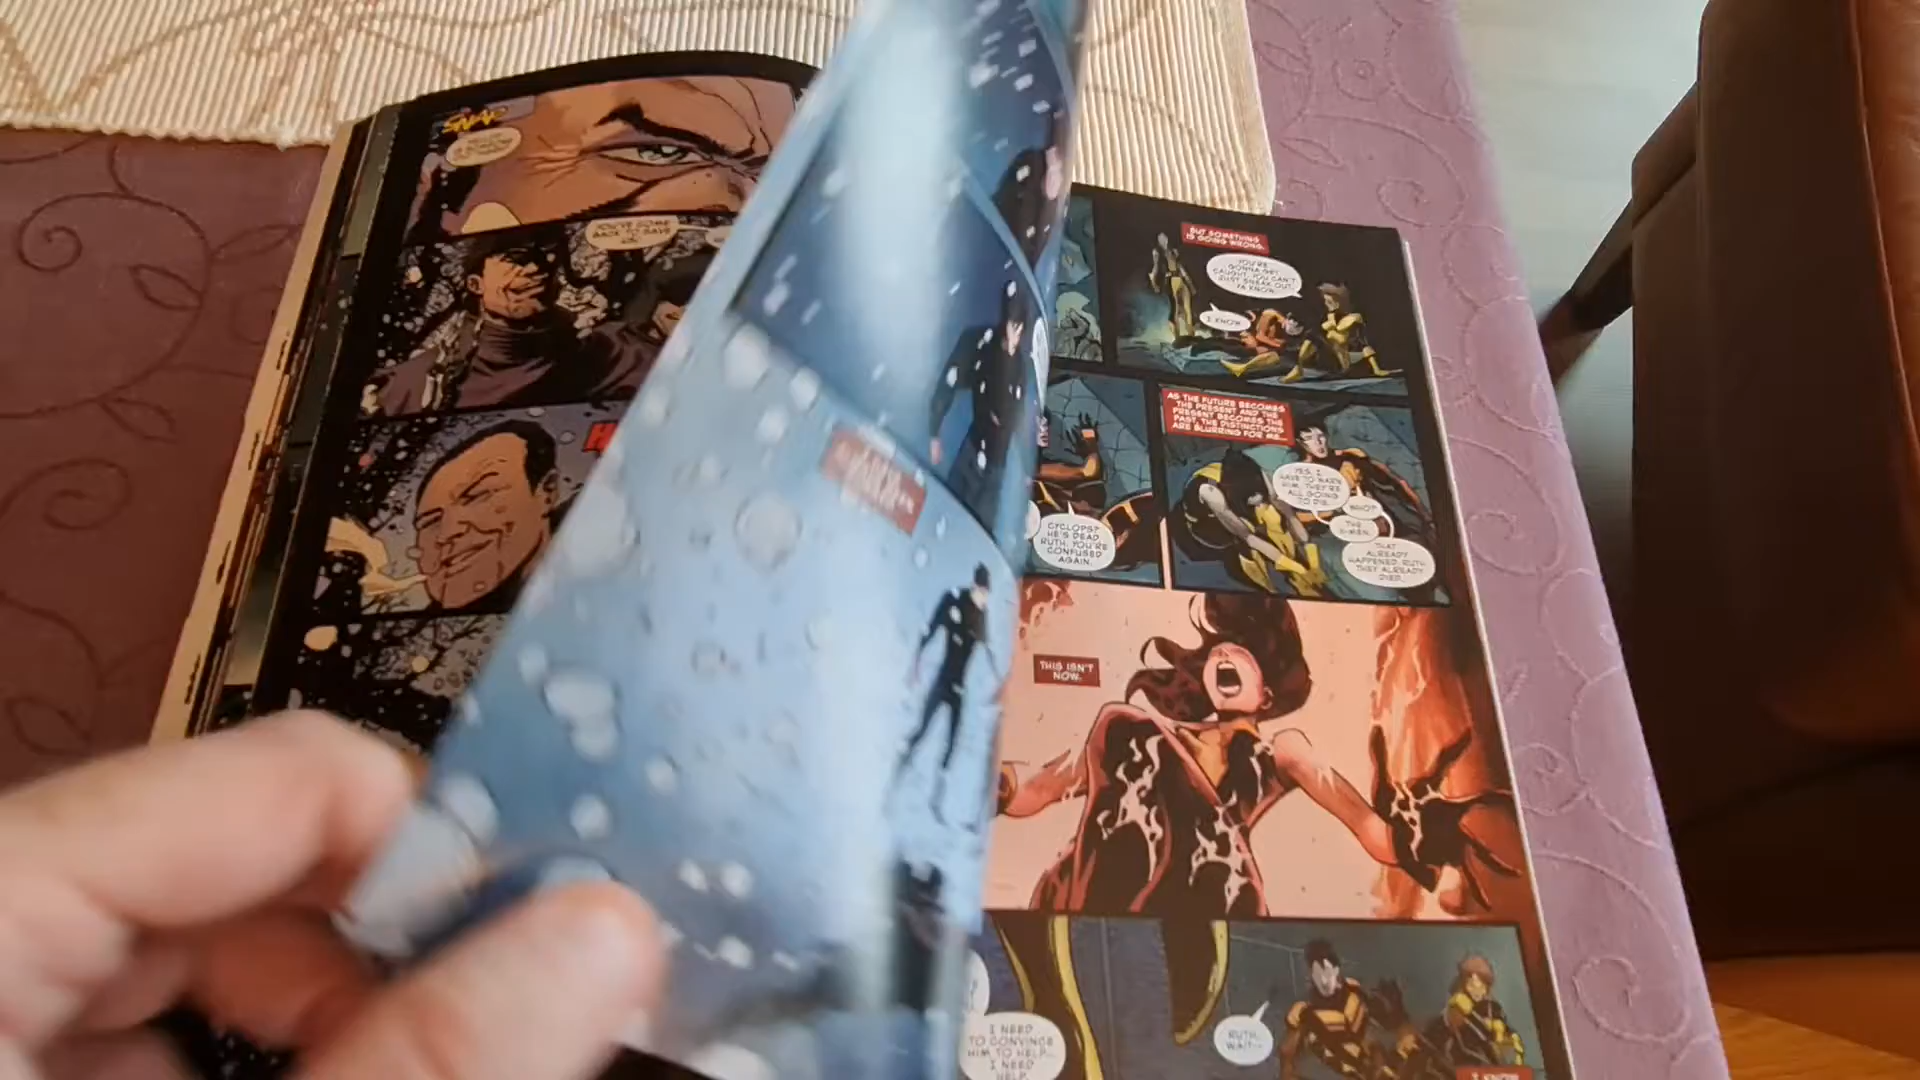 SNAP
YOU'VE COME
BACK TO SAVE
US.
BUT SOMETHING
IS GOING WRONG.
YOU'RE
GONNA GET
CAUGHT. YOU CAN'T
JUST SNEAK OUT,
YA KNOW.
I KNOW.
CYCLOPS?
HE'S DEAD,
RUTH. YOU'RE
CONFUSED
AGAIN.
AS THE FUTURE BECOMES
THE PRESENT AND THE
PRESENT BECOMES THE
PAST, THE DISTINCTIONS
ARE BLURRING FOR ME...
YES, I
HAVE TO WARN
HIM. THEY'RE
ALL GOING
TO DIE.
WHO?
THE
X-MEN.
THAT
ALREADY
HAPPENED, RUTH.
THEY ALREADY
DIED.
THIS ISN'T
NOW.
I NEED
TO CONVINCE
HIM TO HELP...
I NEED
HELP.
RUTH,
WAIT--
I KNOW